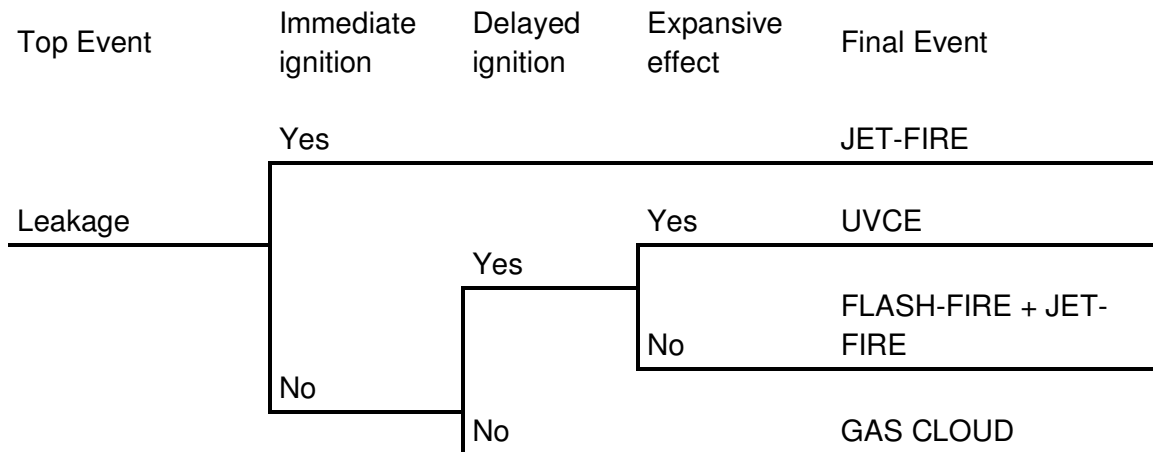 Top Event
Immediate
ignition
Delayed
ignition
Expansive
effect
Final Event
Yes
JET-FIRE
Leakage
Yes
UVCE
Yes
FLASH-FIRE + JET-
FIRE
No
No
No
GAS CLOUD